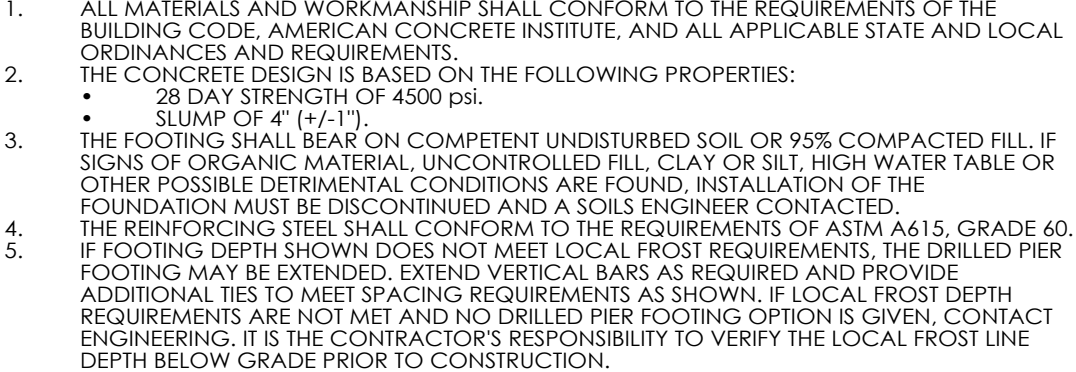 1. ALL MATERIALS AND WORKMANSHIP SHALL CONFORM TO THE REQUIREMENTS OF THE
BUILDING CODE, AMERICAN CONCRETE INSTITUTE, AND ALL APPLICABLE STATE AND LOCAL
ORDINANCES AND REQUIREMENTS.
2. THE CONCRETE DESIGN IS BASED ON THE FOLLOWING PROPERTIES:
• 28 DAY STRENGTH OF 4500 psi.
• SLUMP OF 4" (+/-1").
3. THE FOOTING SHALL BEAR ON COMPETENT UNDISTURBED SOIL OR 95% COMPACTED FILL. IF
SIGNS OF ORGANIC MATERIAL, UNCONTROLLED FILL, CLAY OR SILT, HIGH WATER TABLE OR
OTHER POSSIBLE DETRIMENTAL CONDITIONS ARE FOUND, INSTALLATION OF THE
FOUNDATION MUST BE DISCONTINUED AND A SOILS ENGINEER CONTACTED.
4. THE REINFORCING STEEL SHALL CONFORM TO THE REQUIREMENTS OF ASTM A615, GRADE 60.
5. IF FOOTING DEPTH SHOWN DOES NOT MEET LOCAL FROST REQUIREMENTS, THE DRILLED PIER
FOOTING MAY BE EXTENDED. EXTEND VERTICAL BARS AS REQUIRED AND PROVIDE
ADDITIONAL TIES TO MEET SPACING REQUIREMENTS AS SHOWN. IF LOCAL FROST DEPTH
REQUIREMENTS ARE NOT MET AND NO DRILLED PIER FOOTING OPTION IS GIVEN, CONTACT
ENGINEERING. IT IS THE CONTRACTOR'S RESPONSIBILITY TO VERIFY THE LOCAL FROST LINE
DEPTH BELOW GRADE PRIOR TO CONSTRUCTION.